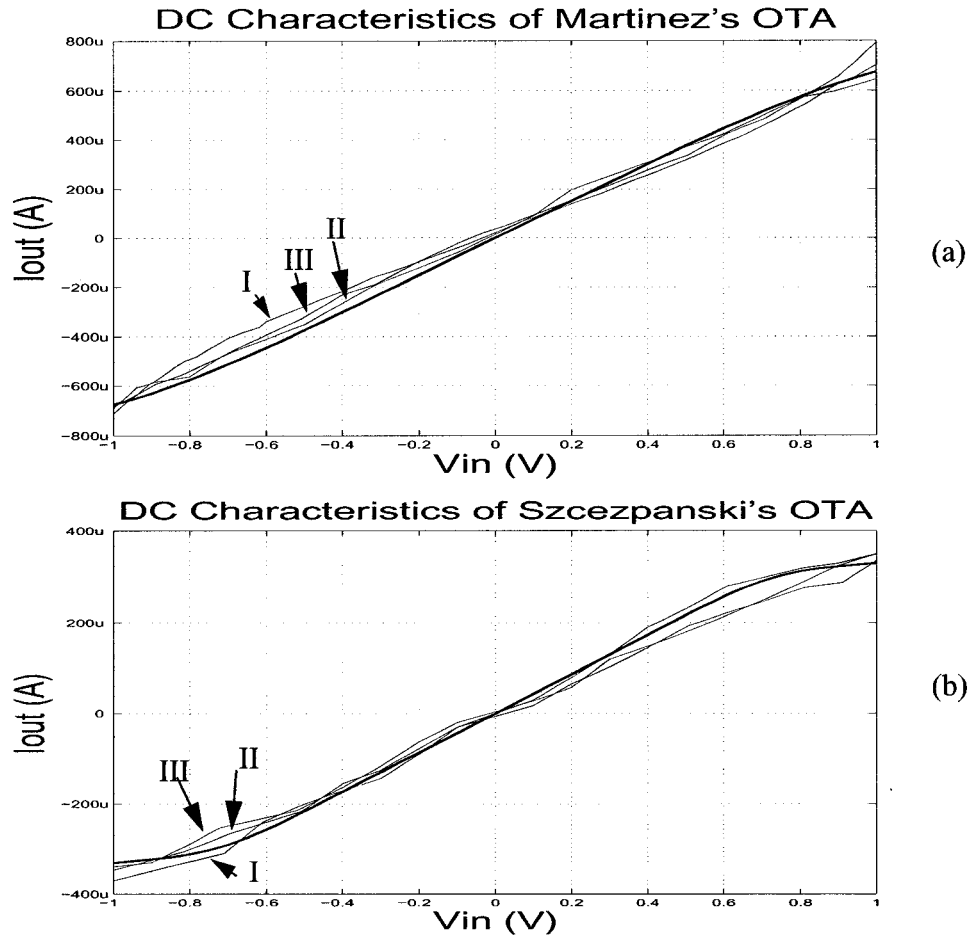 DC Characteristics of Martinez's OTA
800u
600u
400u
200u
0
−200u
−400u
−600u
−800u
Iout (A)
I
III
II
−1
−0.8
−0.6
−0.4
−0.2
0
0.2
0.4
0.6
0.8
1
Vin (V)
(a)
DC Characteristics of Szcezpanski's OTA
400u
200u
0
−200u
−400u
Iout (A)
III
II
I
−1
−0.8
−0.6
−0.4
−0.2
0
0.2
0.4
0.6
0.8
1
Vin (V)
(b)